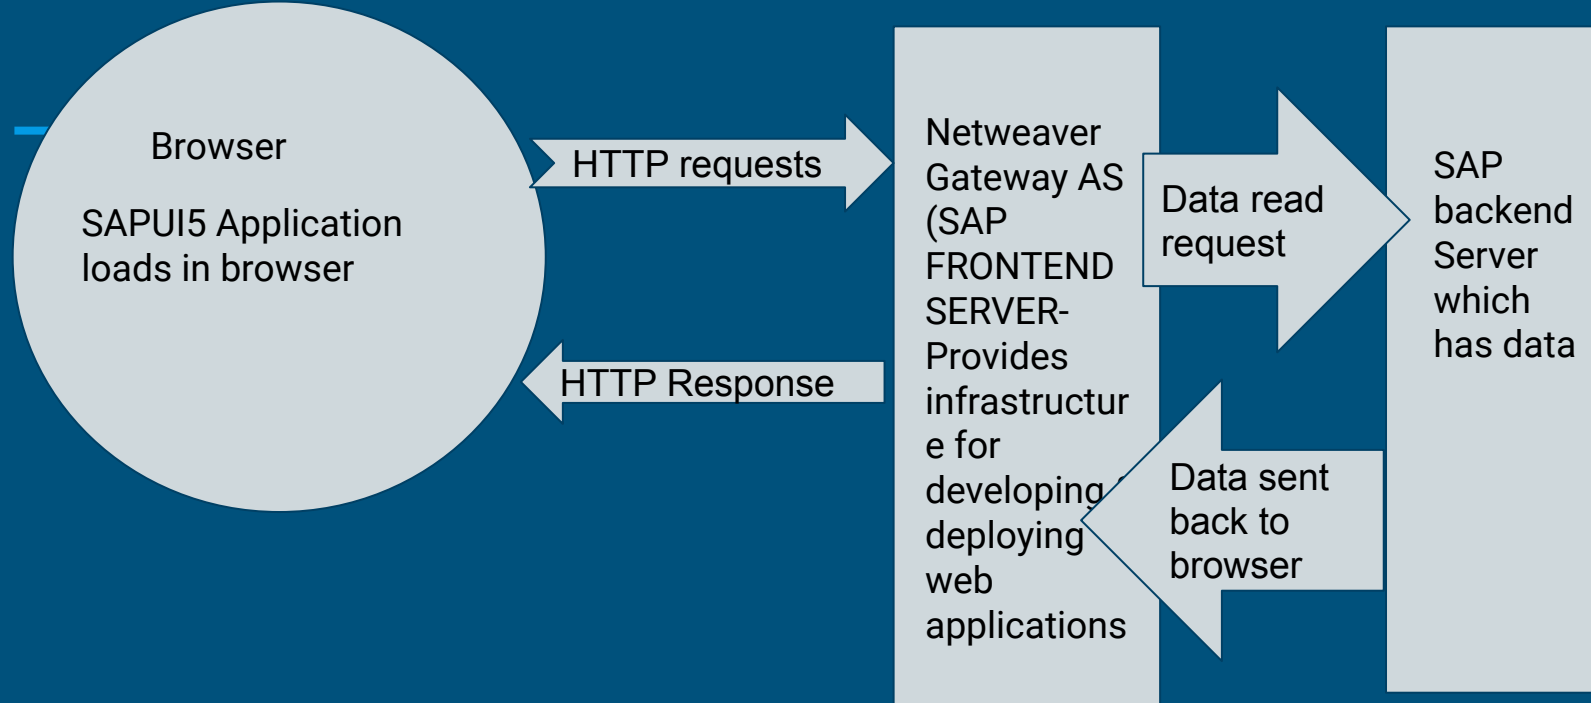 Browser
SAPUI5 Application
loads in browser
HTTP requests
HTTP Response
Netweaver
Gateway AS
(SAP
FRONTEND
SERVER-
Provides
infrastructur
e for
developing
deploying
web
applications
Data read
request
Data sent
back to
browser
SAP
backend
Server
which
has data